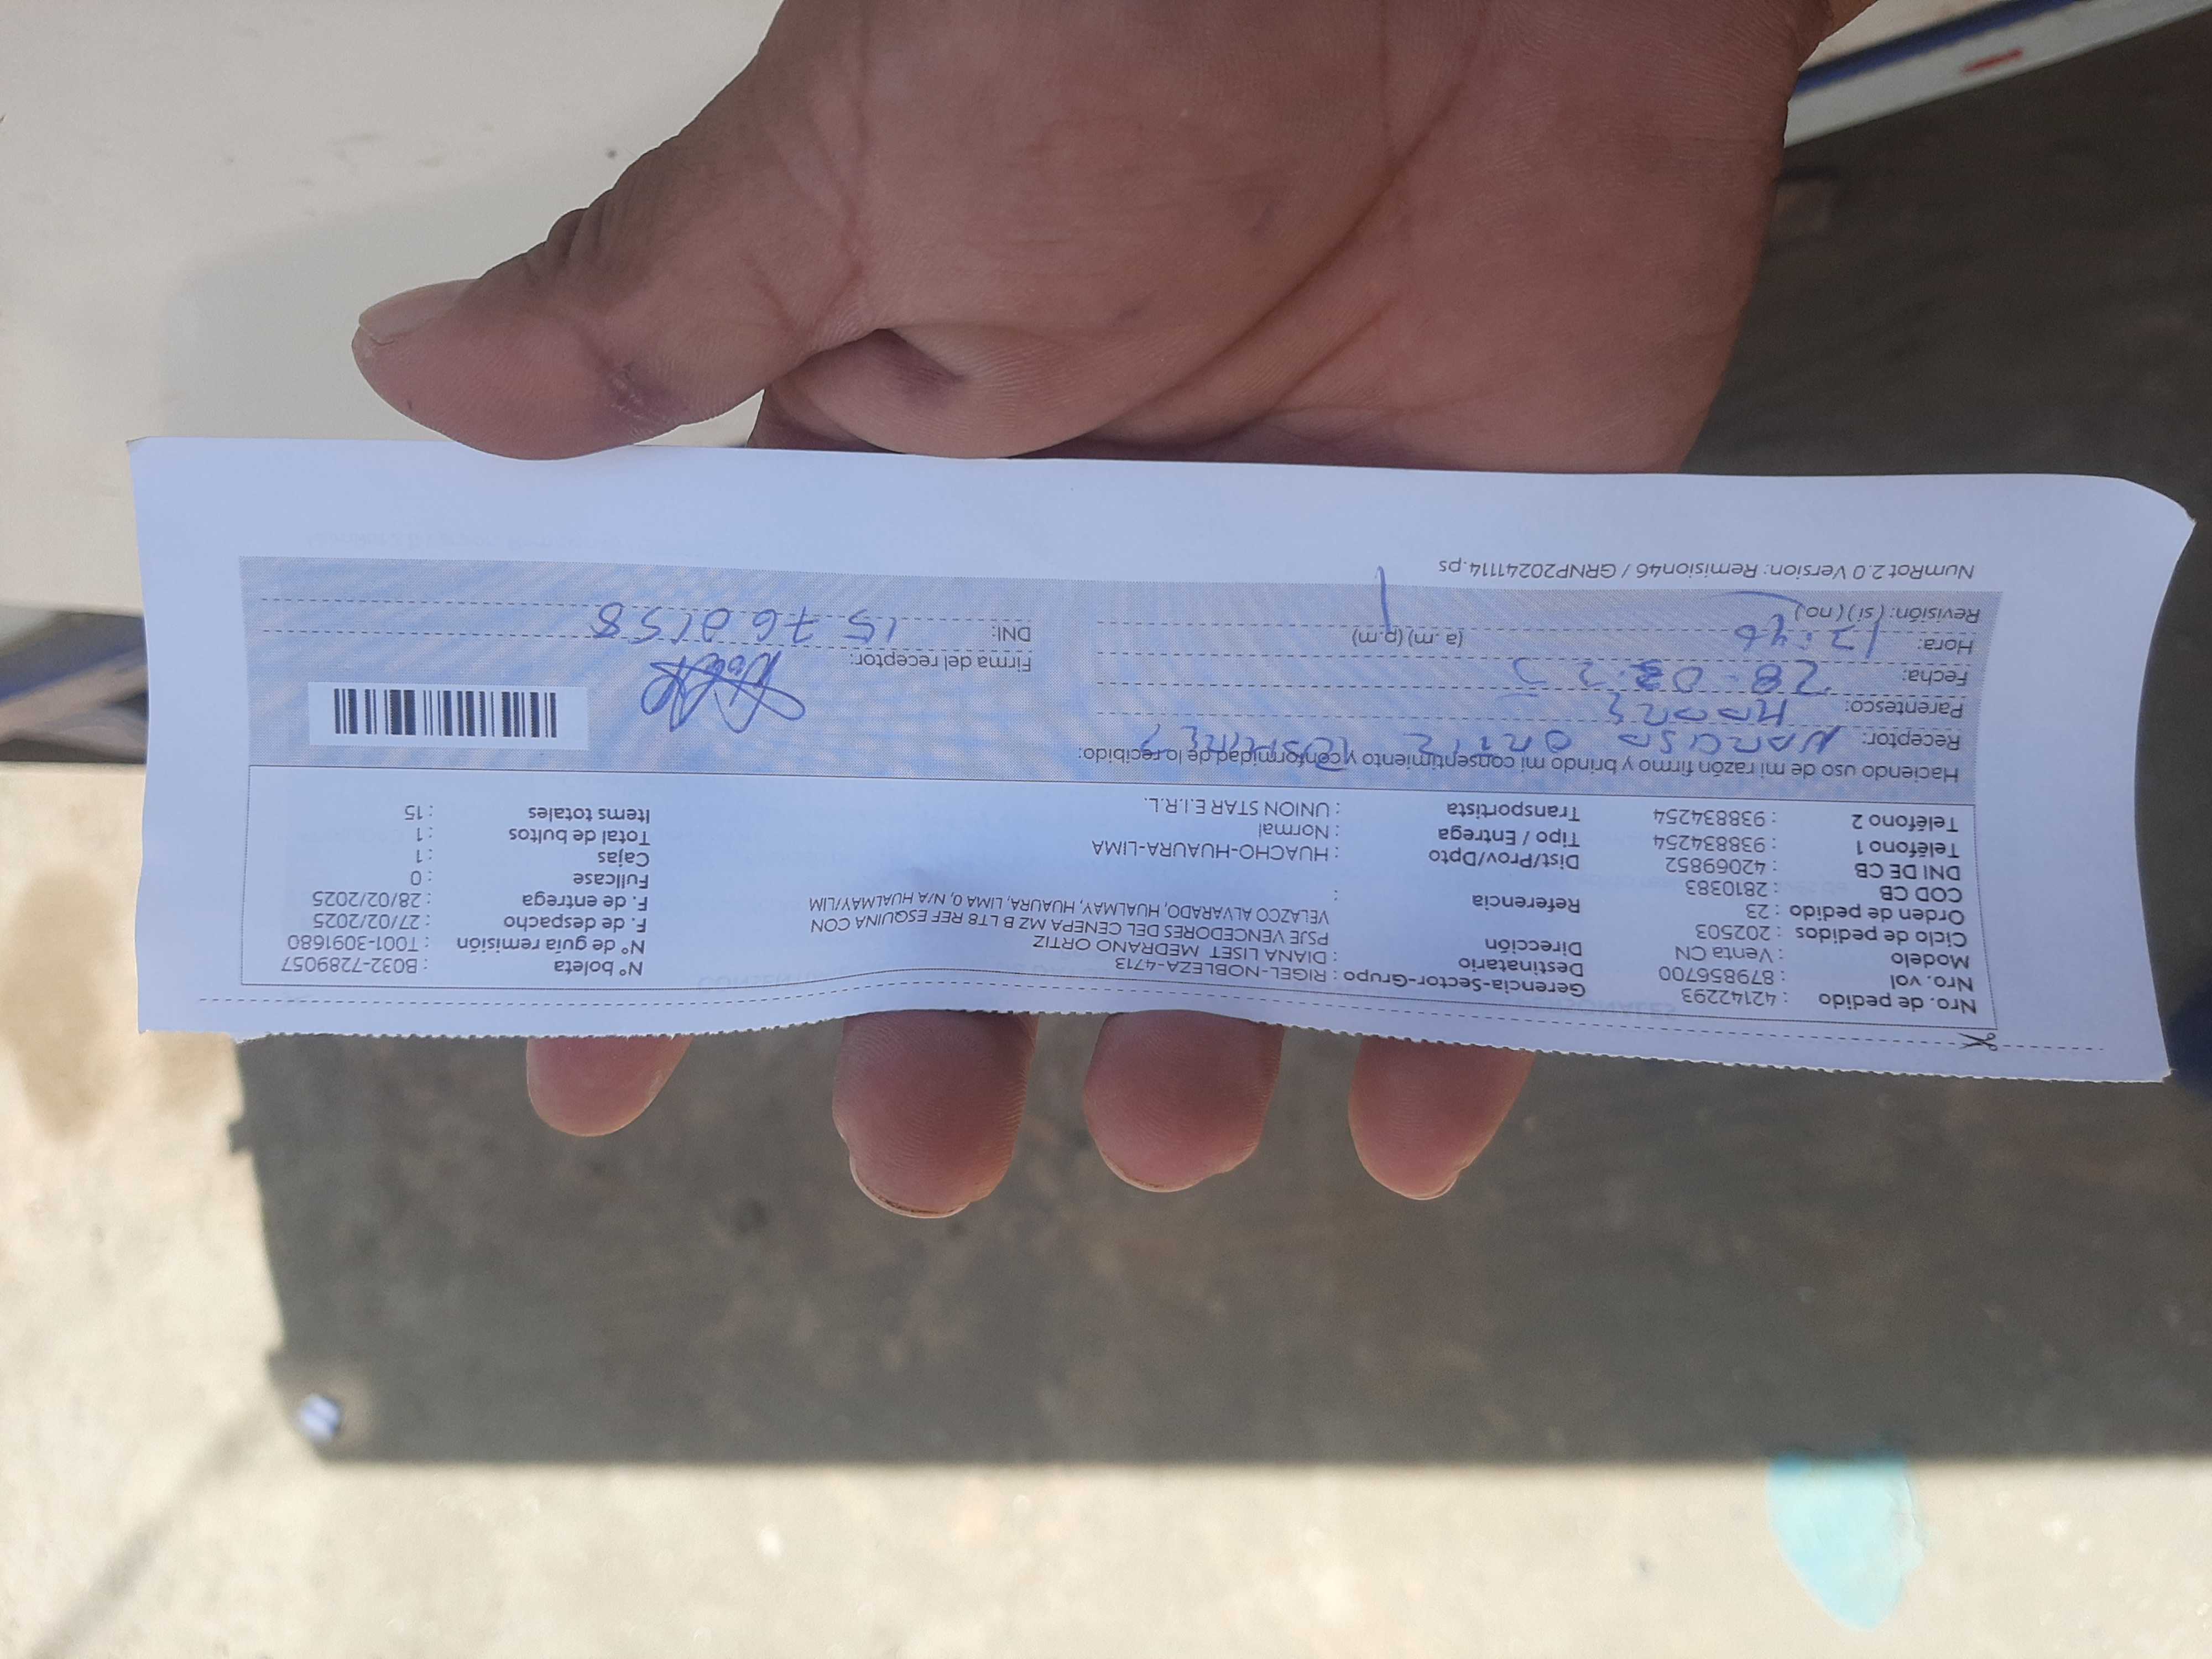 Nro. de pedido : 42142293
Nro. vol : 879856700
Modelo : Venta CN
Ciclo de pedidos : 202503
Orden de pedido : 23
COD CB : 2810383
DNI DE CB : 42069852
Teléfono 1 : 938834254
Teléfono 2 : 938834254
Gerencia-Sector-Grupo : RIGEL-NOBLEZA-4713
Destinatario : DIANA LISET MEDRANO ORTIZ
Dirección : PSJE VENCEDORES DEL CENEPA MZ B LT8 REF ESQUINA CON
VELAZCO ALVARADO, HUALMAY, HUAURA, LIMA 0, N/A HUALMAY/LIM
Referencia :
Dist/Prov/Dpto : HUACHO-HUAURA-LIMA
Tipo / Entrega : Normal
Transportista : UNION STAR E.I.R.L.
N° boleta : B032-7289057
N° de guía remisión : T001-3091680
F. de despacho : 27/02/2025
F. de entrega : 28/02/2025
Fullcase : 0
Cajas : 1
Total de bultos : 1
Items totales : 15
Haciendo uso de mi razón firmo y brindo mi consentimiento y conformidad de lo recibido:
Receptor: NARCISA ORTIZ
Parentesco: MADRE
Fecha: 28.02.25
Hora: 12:46 (a. m) (p.m)
Revisión: (si) (no)
Firma del receptor:
DNI: 15760158
NumRot 2.0 Version: Remision46 / GRNP20241114.ps